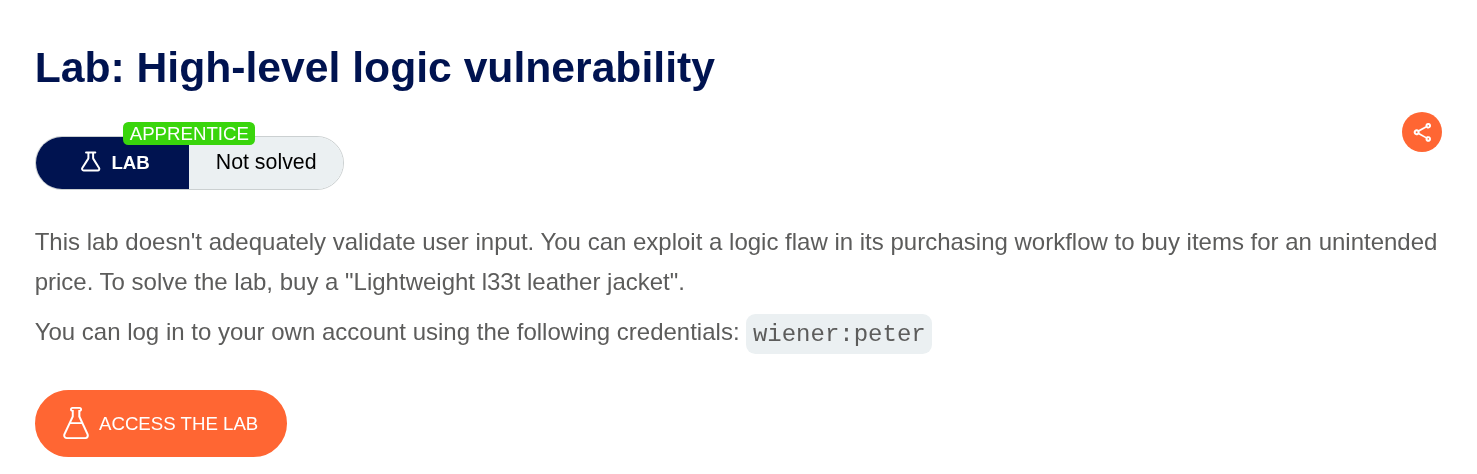 Lab: High-level logic vulnerability
APPRENTICE
LAB
Not solved
This lab doesn't adequately validate user input. You can exploit a logic flaw in its purchasing workflow to buy items for an unintended
price. To solve the lab, buy a "Lightweight l33t leather jacket".
You can log in to your own account using the following credentials: wiener:peter
ACCESS THE LAB